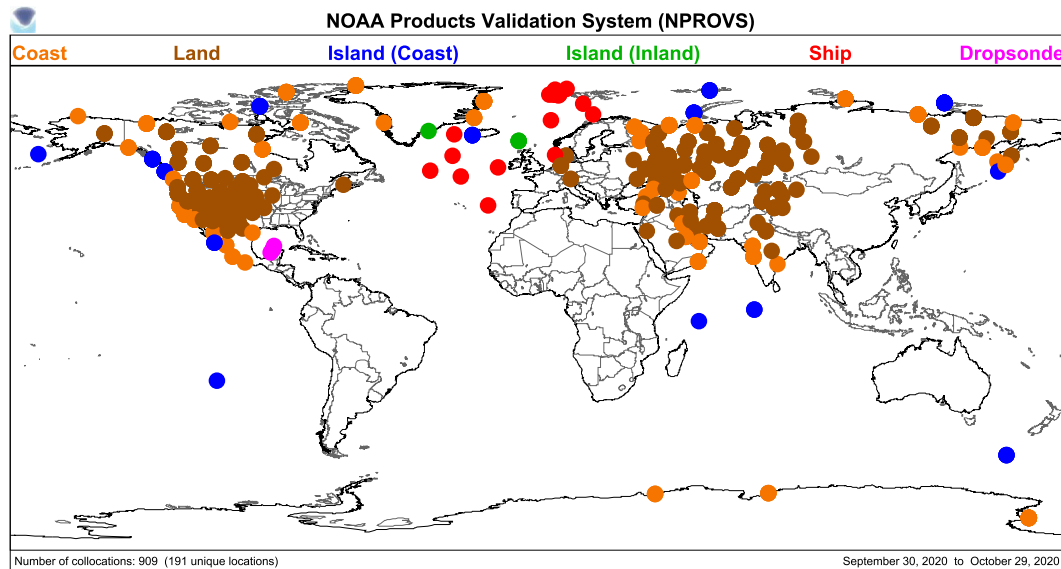 NOAA Products Validation System (NPROVS)
Coast Land Island (Coast) Island (Inland) Ship Dropsonde
Number of collocations: 909 (191 unique locations) September 30, 2020 to October 29, 2020